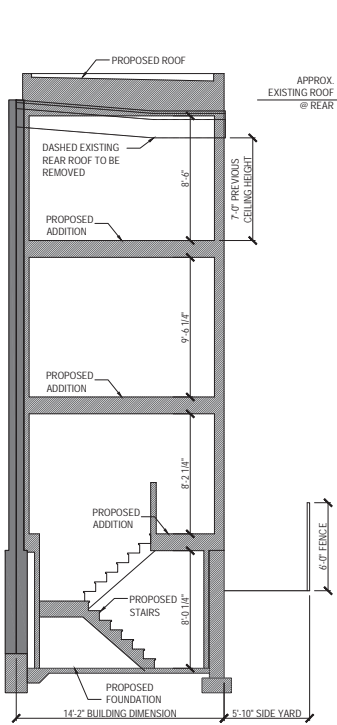 PROPOSED ROOF
APPROX.
EXISTING ROOF
@ REAR
DASHED EXISTING
REAR ROOF TO BE
REMOVED
8'-6"
7'-0" PREVIOUS
CEILING HEIGHT
PROPOSED
ADDITION
9'-6 1/4"
PROPOSED
ADDITION
8'-2 1/4"
PROPOSED
ADDITION
6'-0" FENCE
8'-0 1/4"
PROPOSED
STAIRS
PROPOSED
FOUNDATION
14'-2" BUILDING DIMENSION
5'-10" SIDE YARD